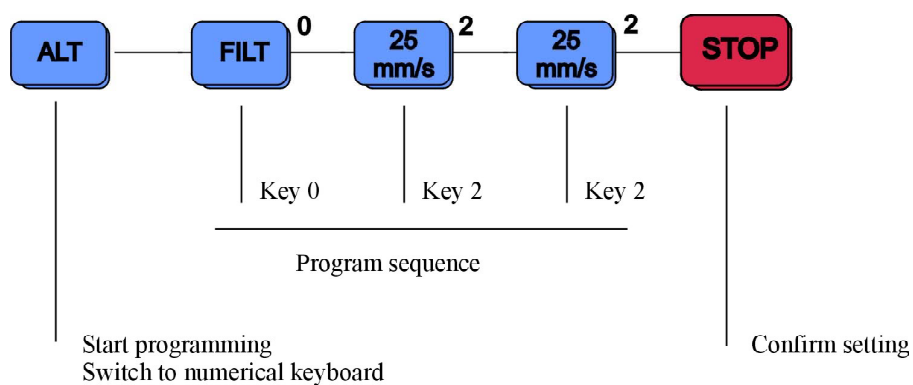 ALT
FILT
0
25
mm/s
2
25
mm/s
2
STOP
Key 0
Key 2
Key 2
Program sequence
Start programming
Switch to numerical keyboard
Confirm setting